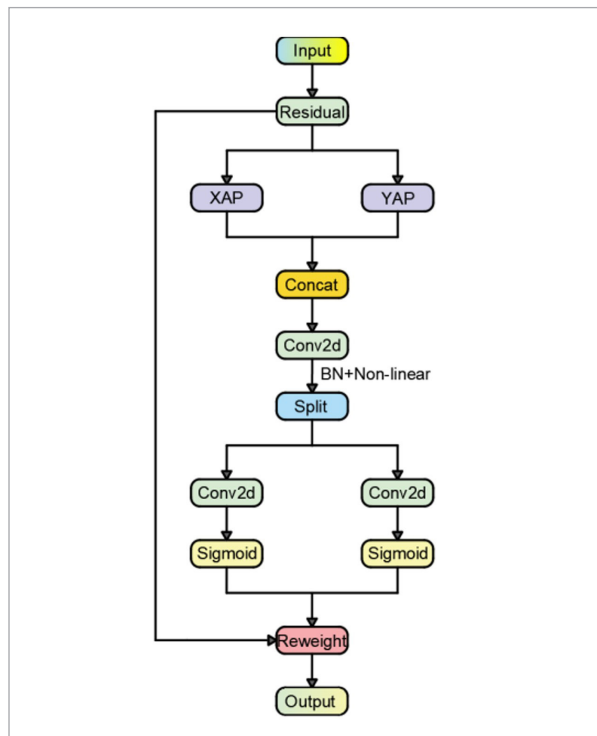 Input
Residual
XAP
YAP
Concat
Conv2d
BN+Non-linear
Split
Conv2d
Conv2d
Sigmoid
Sigmoid
Reweight
Output